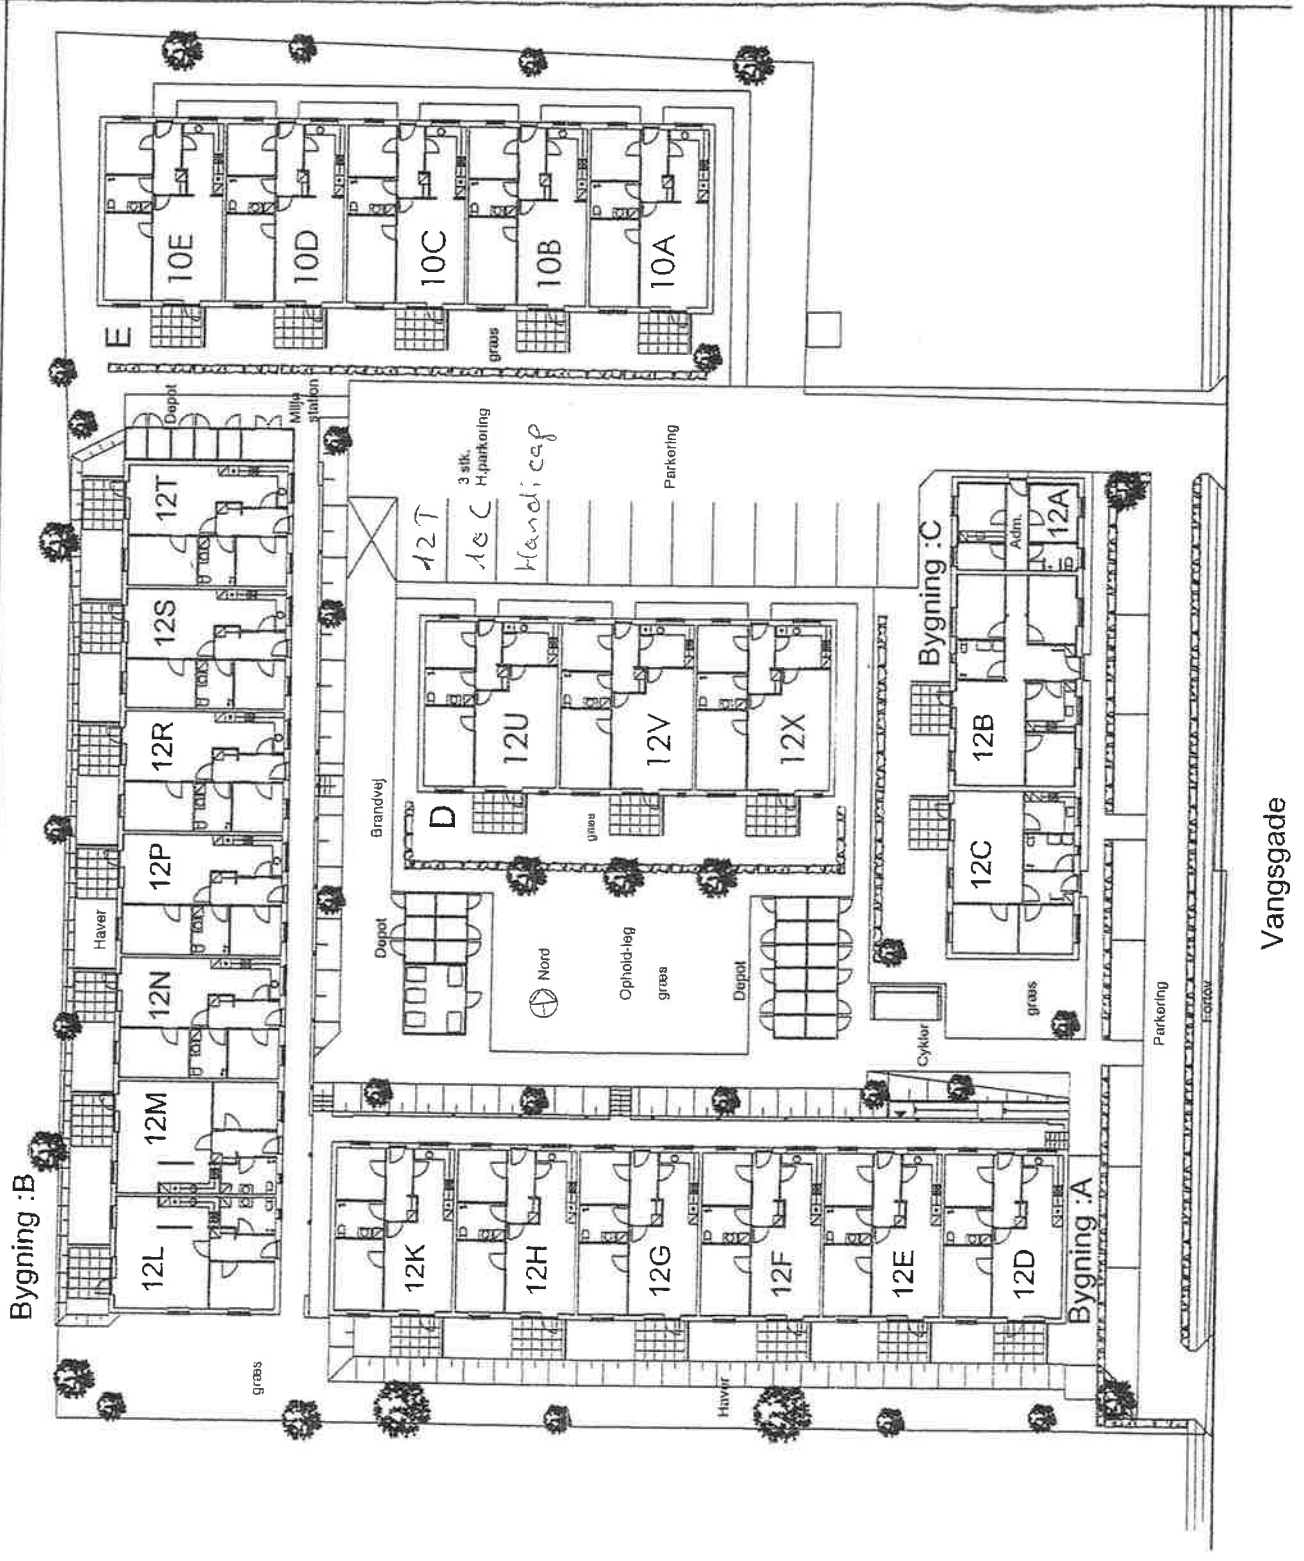 Bygning :B
12L
12M
12N
12P
12R
12S
12T
Haver
Depot
Miljø
station
E
10E
10D
10C
10B
10A
græs
græs
Brandvej
12T
10C
Handicap
3 stk.
H.parkering
Parkering
D
12U
12V
12X
græs
Depot
Nord
Ophold-leg
græs
Depot
Cykler
Bygning :C
12C
12B
12A
Adm.
græs
12K
12H
12G
12F
12E
12D
Bygning :A
Haver
Parkering
Fortov
Vangsgade